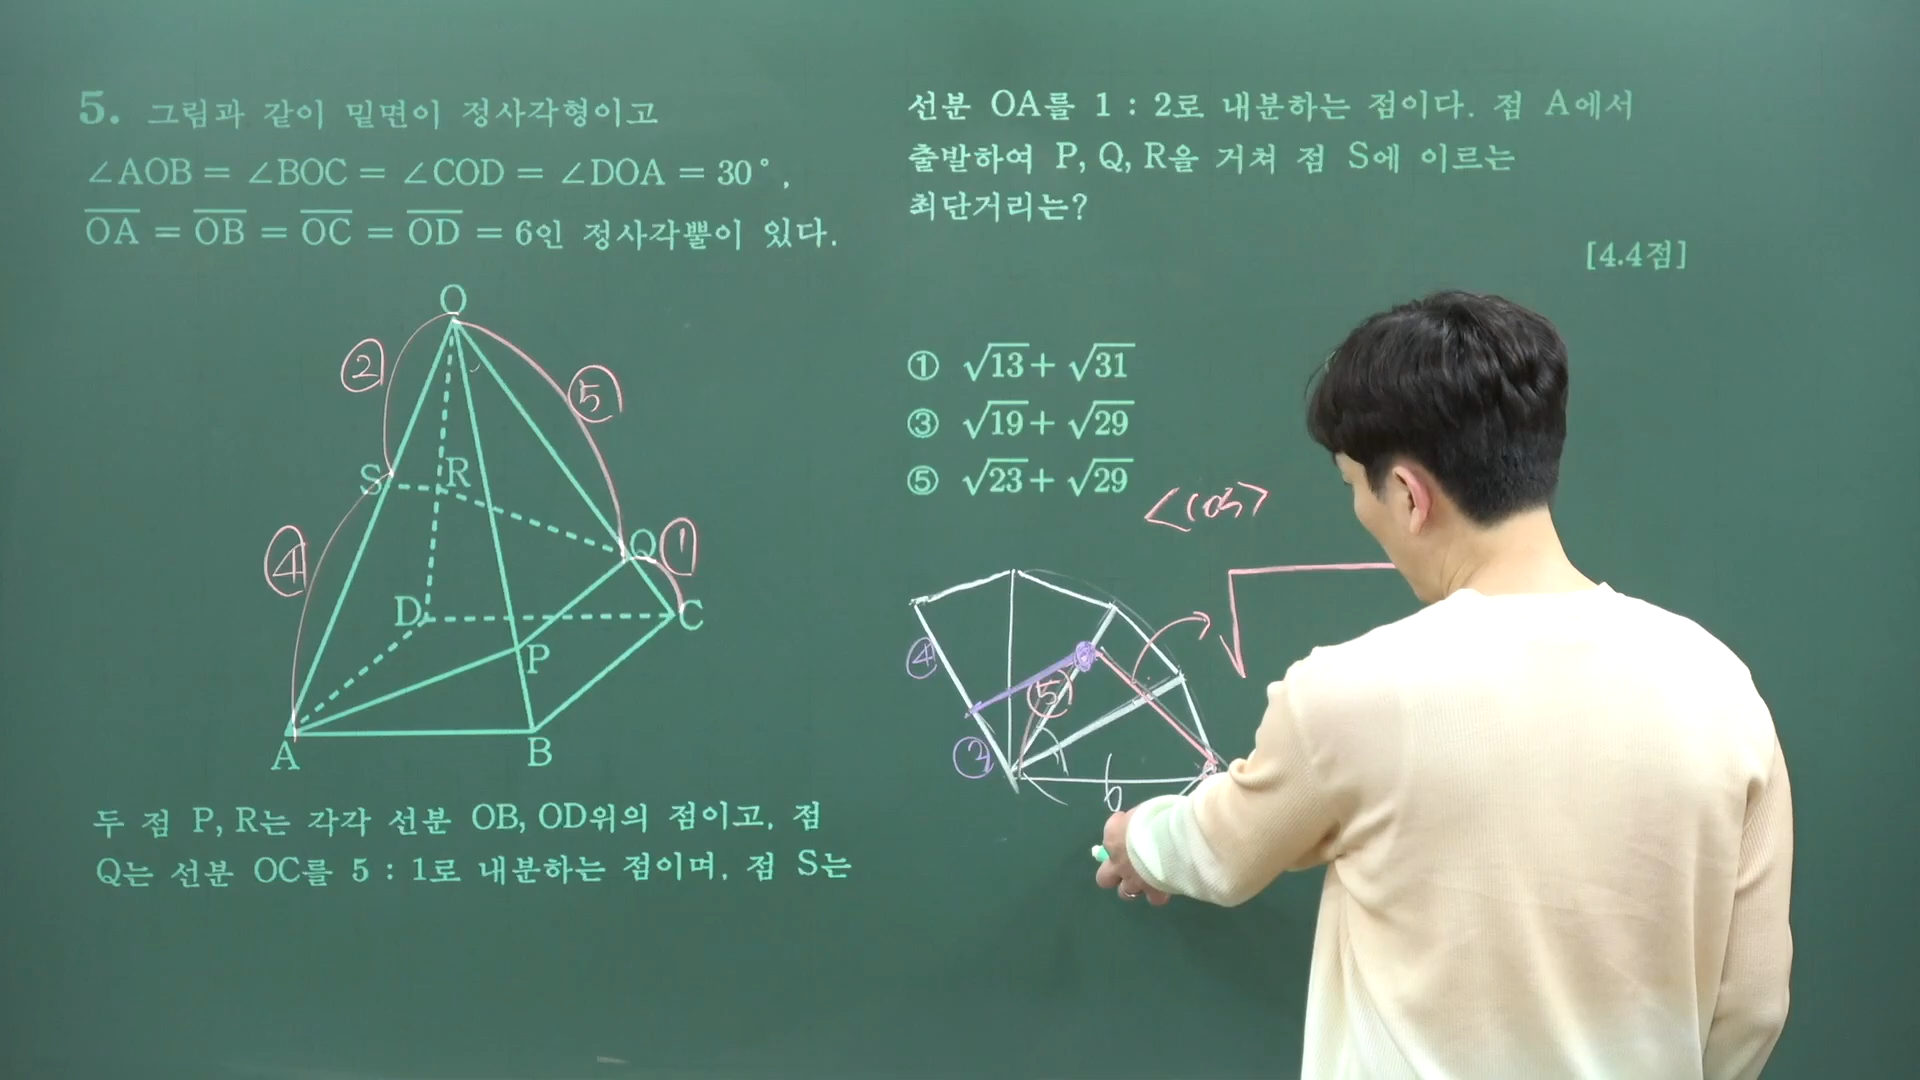 5. 그림과 같이 밑면이 정사각형이고
∠AOB = ∠BOC = ∠COD = ∠DOA = 30°,
OA = OB = OC = OD = 6인 정사각뿔이 있다.
O
②
⑤
S
R
④
Q
①
D
C
P
A
B
두 점 P, R는 각각 선분 OB, OD위의 점이고, 점
Q는 선분 OC를 5 : 1로 내분하는 점이며, 점 S는
선분 OA를 1 : 2로 내분하는 점이다. 점 A에서
출발하여 P, Q, R을 거쳐 점 S에 이르는
최단거리는?
[4.4점]
① √13 + √31
③ √19 + √29
⑤ √23 + √29
<cos>
④
⑤
②
6